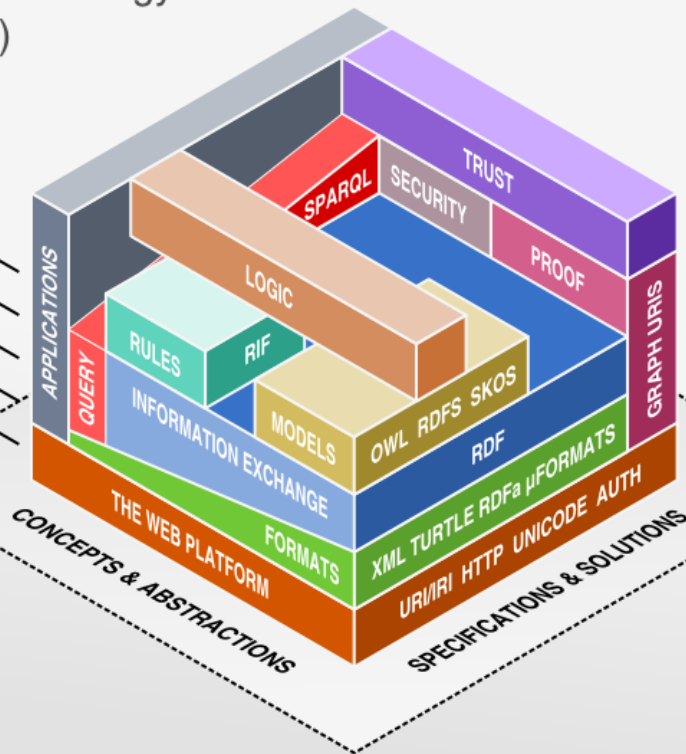 )
TRUST
SPARQL
SECURITY
PROOF
APPLICATIONS
LOGIC
RULES
RIF
QUERY
GRAPH URIS
INFORMATION EXCHANGE
MODELS
OWL RDFS SKOS
RDF
FORMATS
XML TURTLE RDFa µFORMATS
THE WEB PLATFORM
URI/IRI HTTP UNICODE AUTH
CONCEPTS & ABSTRACTIONS
SPECIFICATIONS & SOLUTIONS